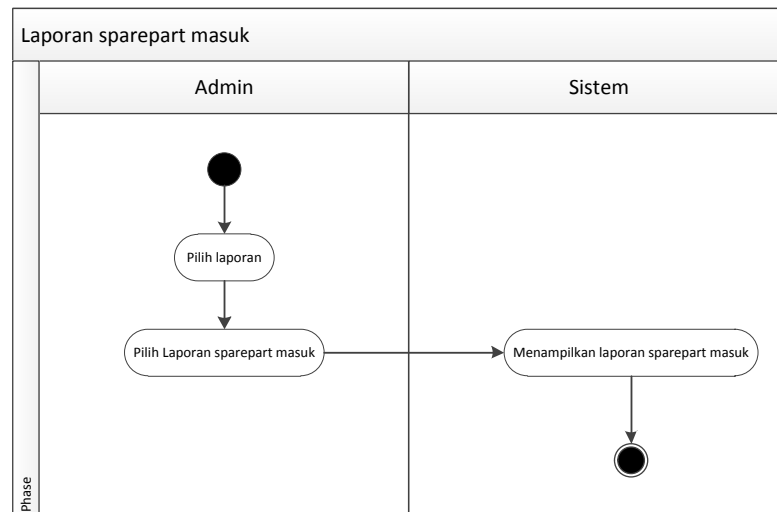 Laporan sparepart masuk
Admin
Sistem
Pilih laporan
Pilih Laporan sparepart masuk
Menampilkan laporan sparepart masuk
Phase